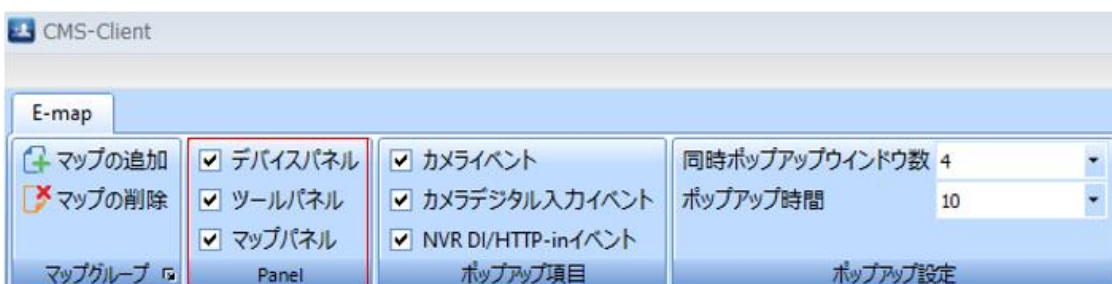 CMS-Client
E-map
マップの追加
マップの削除
マップグループ
デバイスパネル
ツールパネル
マップパネル
Panel
カメライベント
カメラデジタル入力イベント
NVR DI/HTTP-inイベント
ポップアップ項目
同時ポップアップウインドウ数 4
ポップアップ時間 10
ポップアップ設定